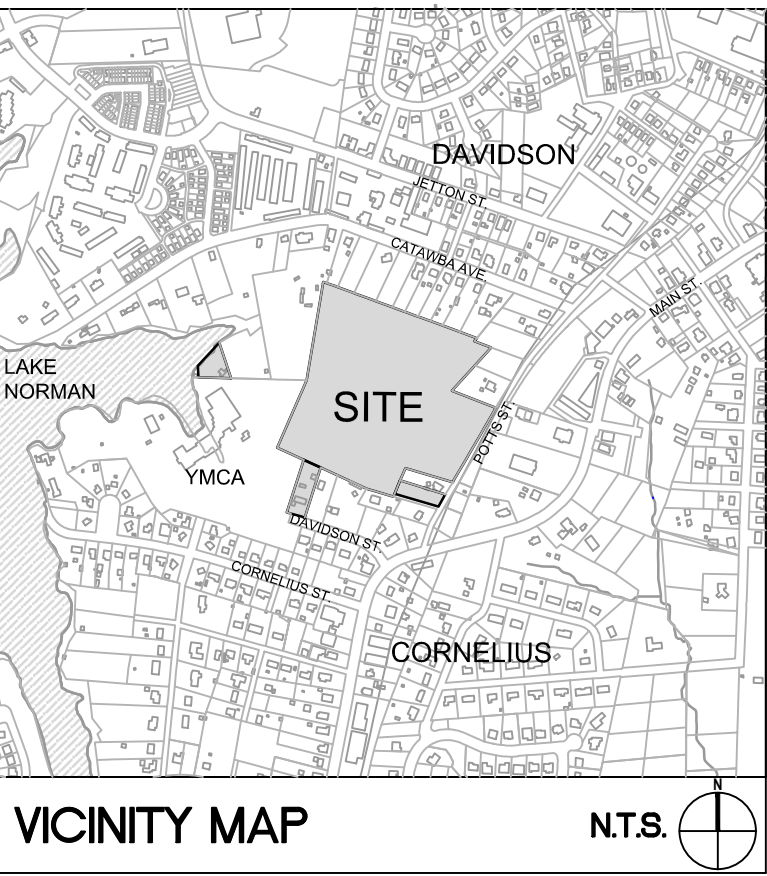 DAVIDSON
JETTON ST.
CATAWBA AVE.
MAIN ST.
LAKE
NORMAN
SITE
POTTS ST.
YMCA
DAVIDSON ST.
CORNELIUS ST.
CORNELIUS
N
VICINITY MAP
N.T.S.